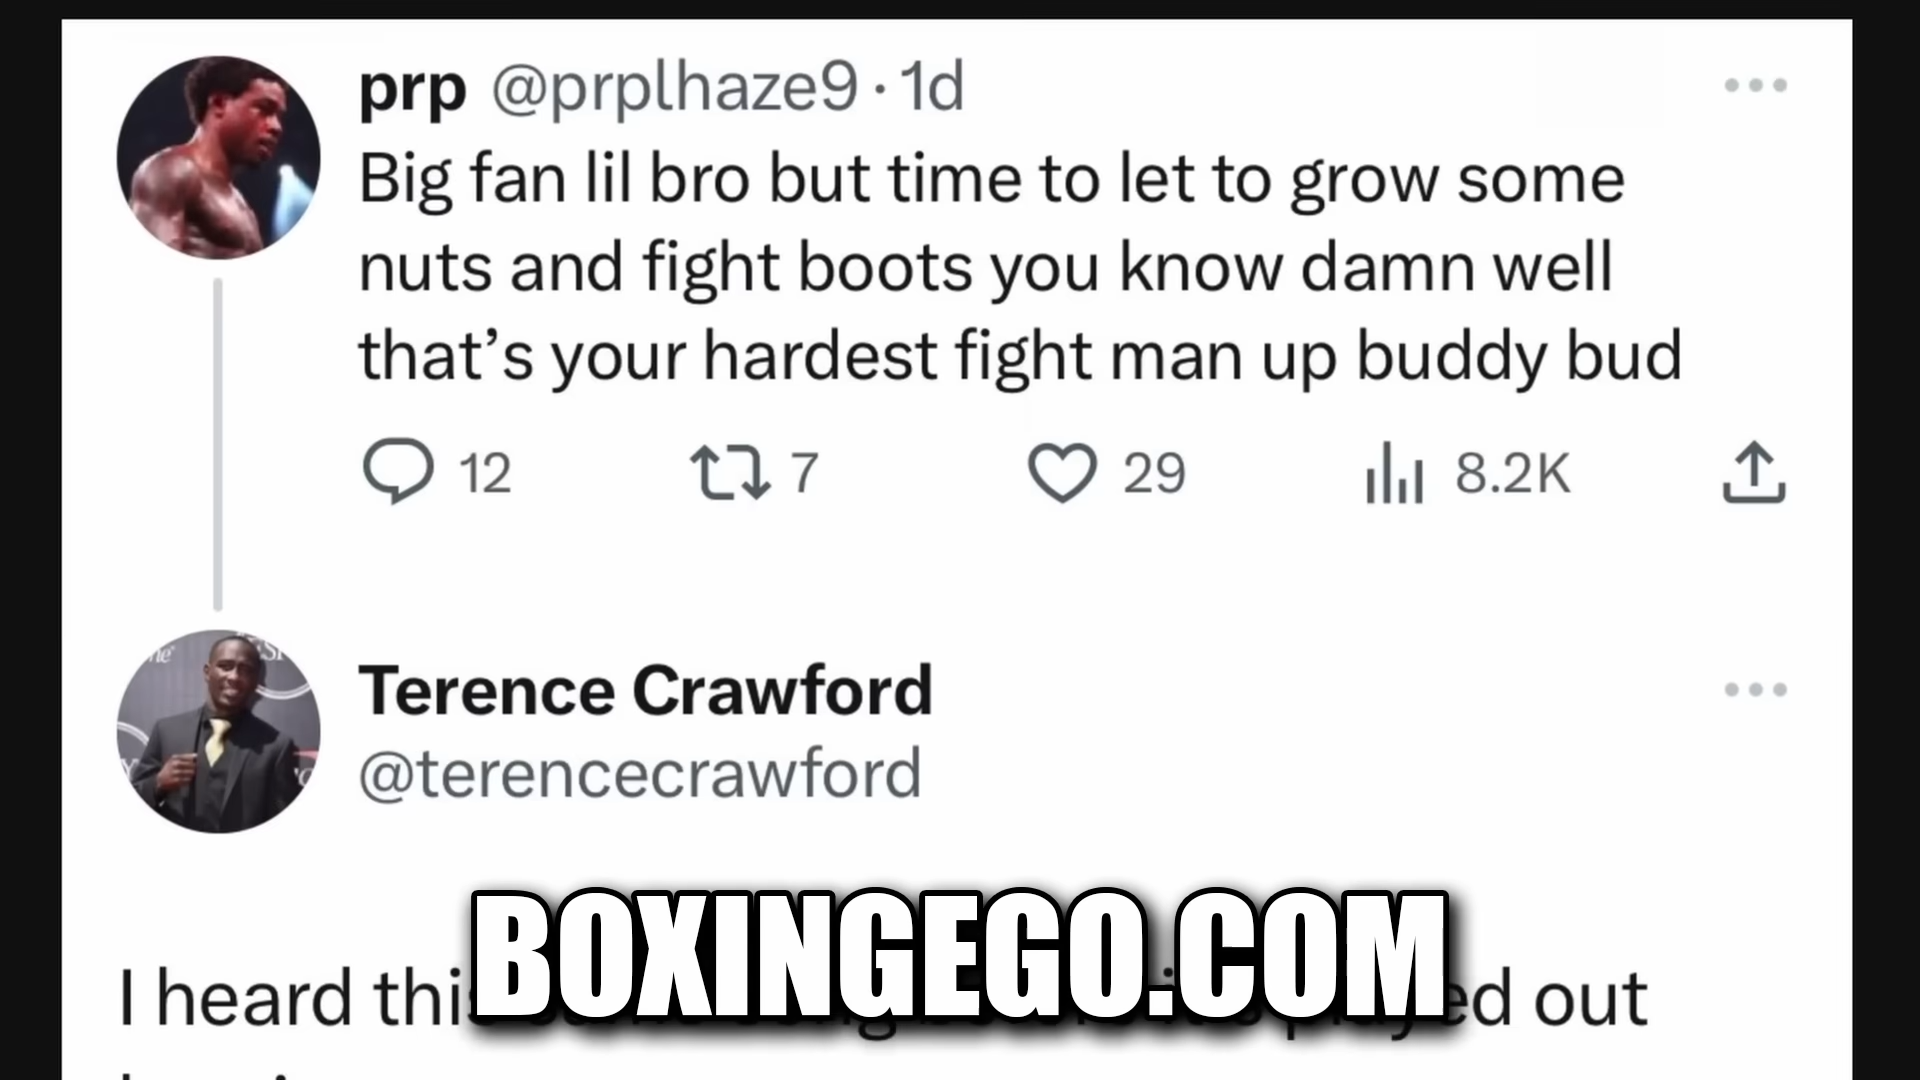 prp @prplhaze9 · 1d
Big fan lil bro but time to let to grow some
nuts and fight boots you know damn well
that’s your hardest fight man up buddy bud
12 7 29 8.2K
Terence Crawford
@terencecrawford
BOXINGEGO.COM
I heard this out